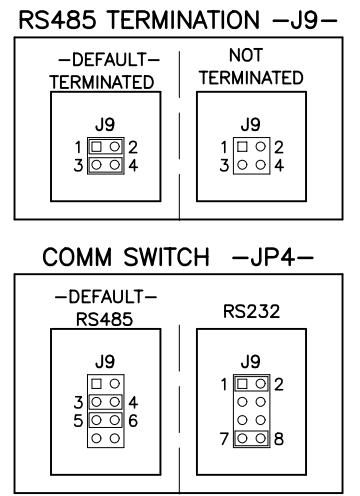 RS485 TERMINATION -J9-
-DEFAULT-
TERMINATED
NOT
TERMINATED
J9
1 2
3 4
J9
1 2
3 4
COMM SWITCH -JP4-
-DEFAULT-
RS485
RS232
J9
3 4
5 6
J9
1 2
7 8